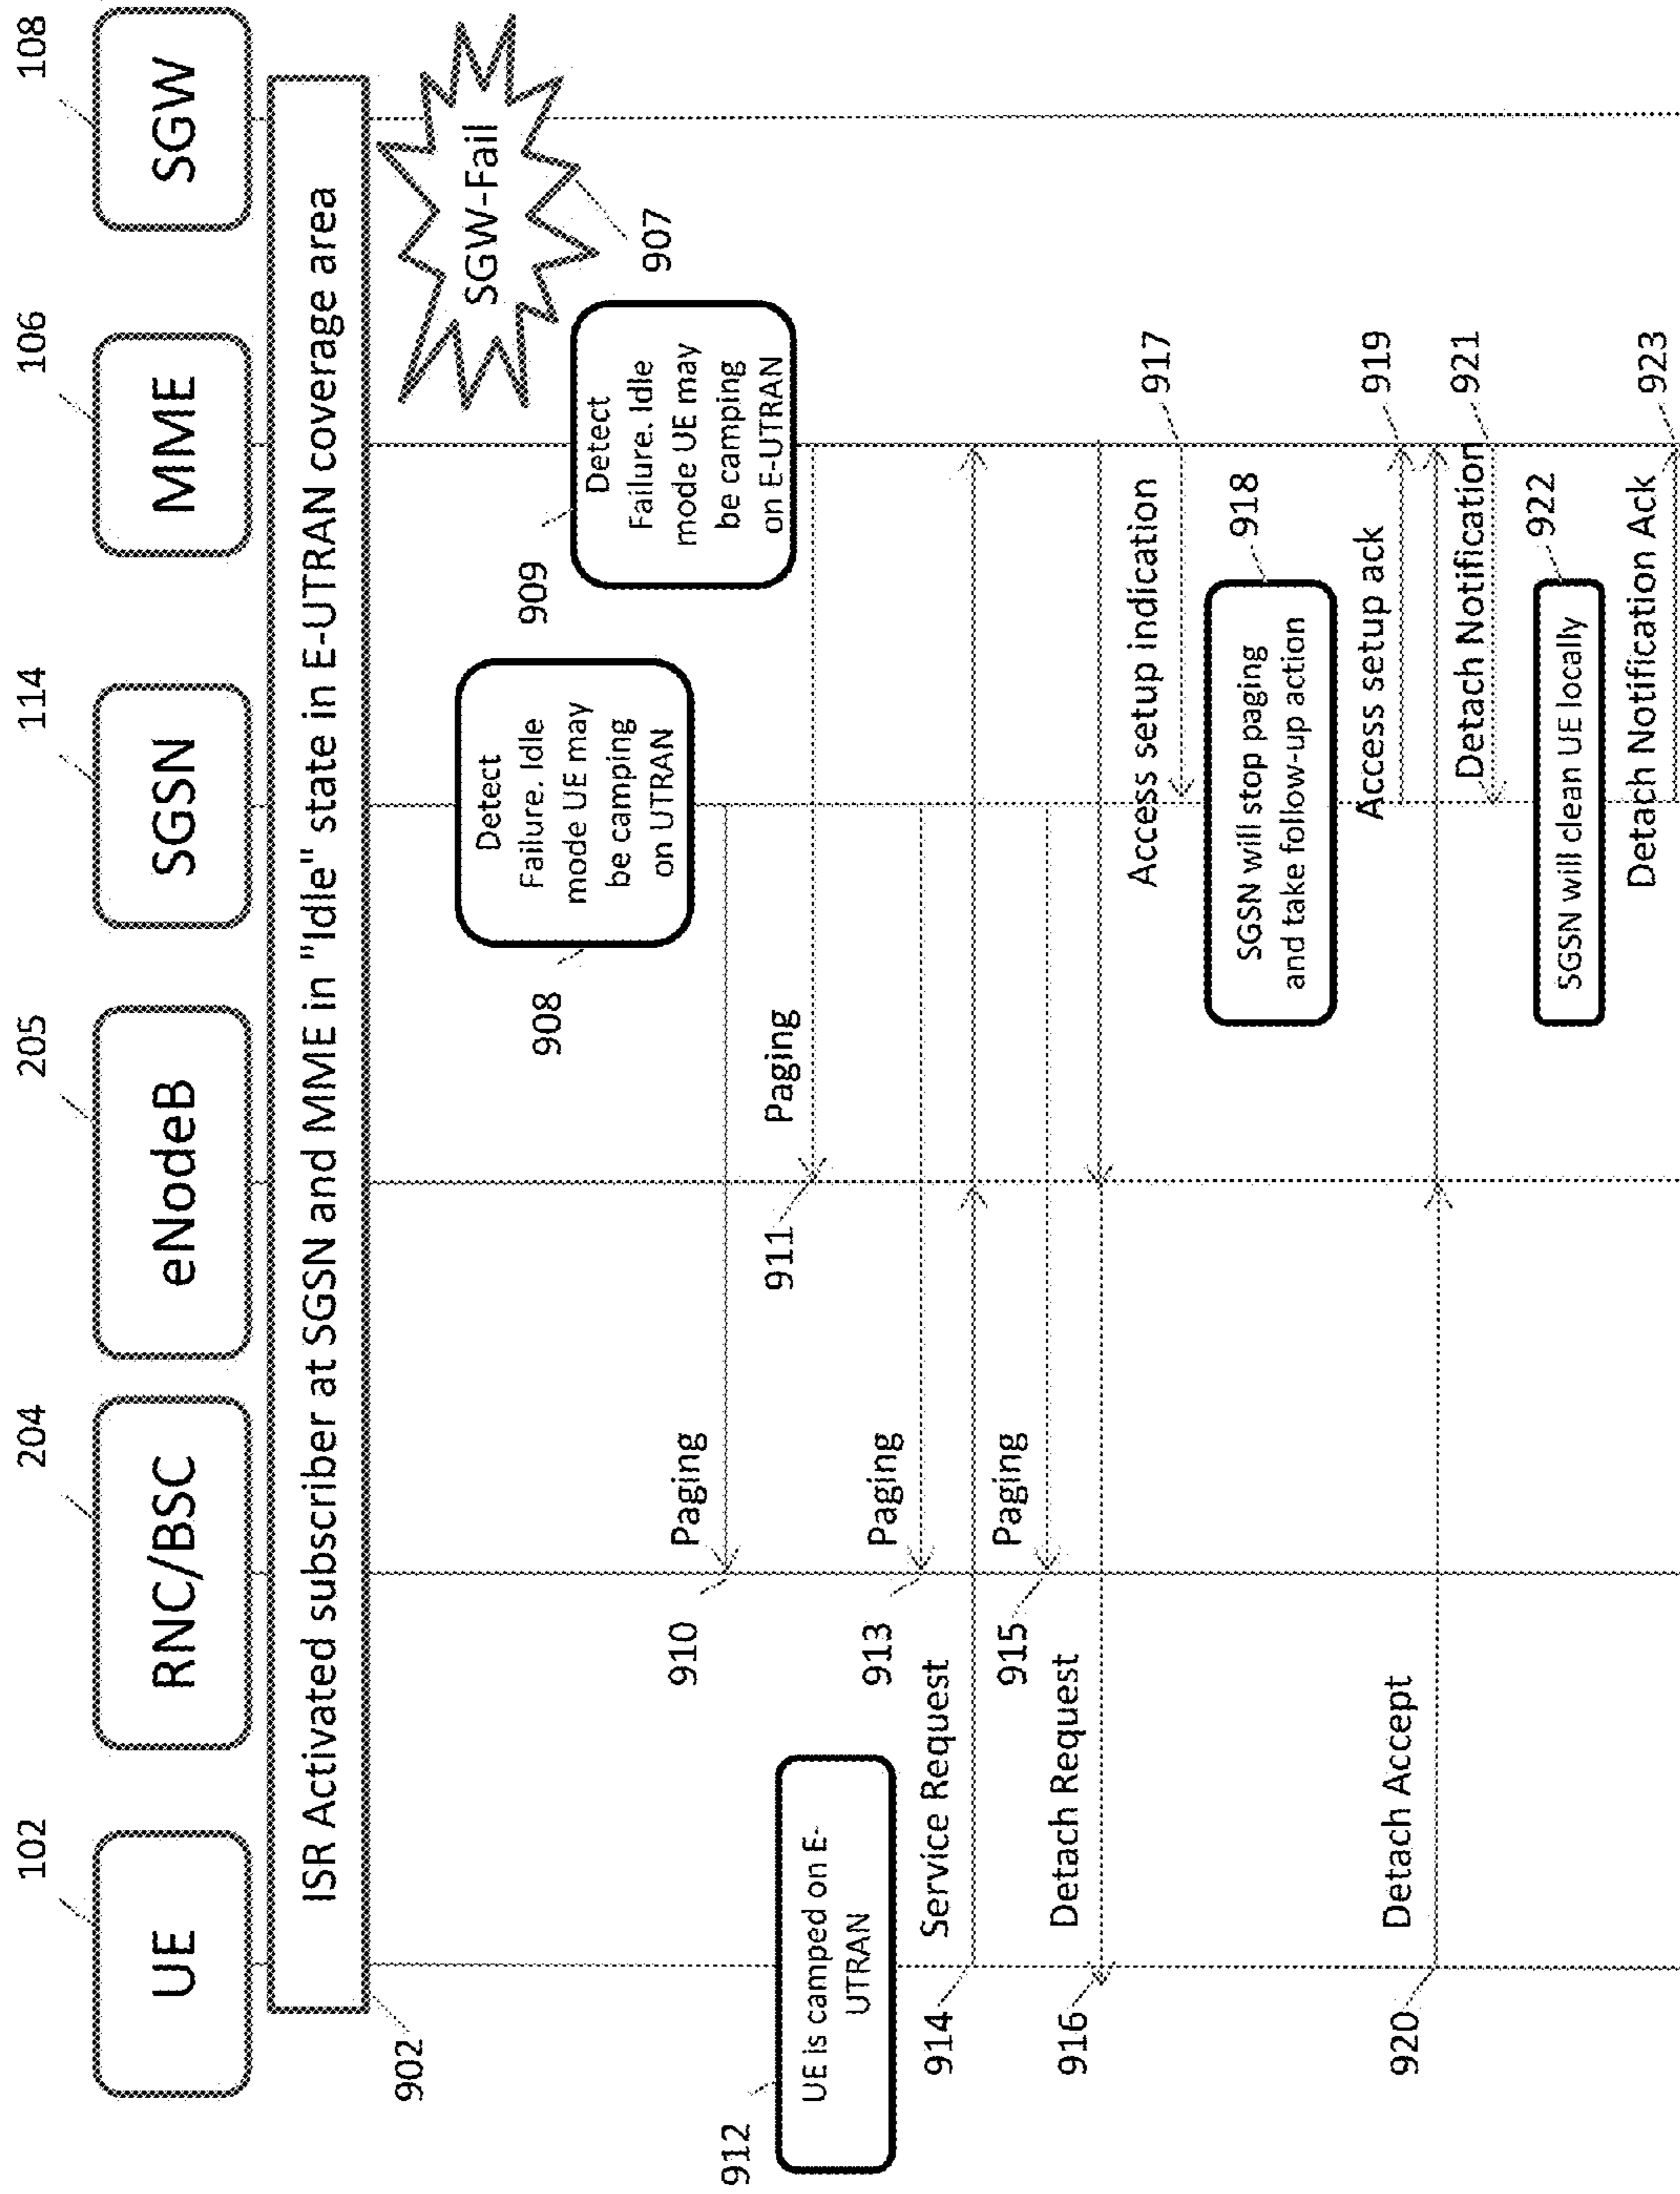 102
204
205
114
106
108
UE
RNC/BSC
eNodeB
SGSN
MME
SGW
ISR Activated subscriber at SGSN and MME in "Idle" state in E-UTRAN coverage area
902
SGW-Fail
907
908
Detect
Failure. Idle
mode UE may
be camping
on UTRAN
909
Detect
Failure. Idle
mode UE may
be camping
on E-UTRAN
Paging
910
Paging
911
912
UE is camped on E-
UTRAN
Paging
913
Service Request
914
Paging
915
Detach Request
916
Access setup indication
917
SGSN will stop paging
and take follow-up action
918
Access setup ack
919
Detach Accept
920
Detach Notification
921
SGSN will clean UE locally
922
Detach Notification Ack
923